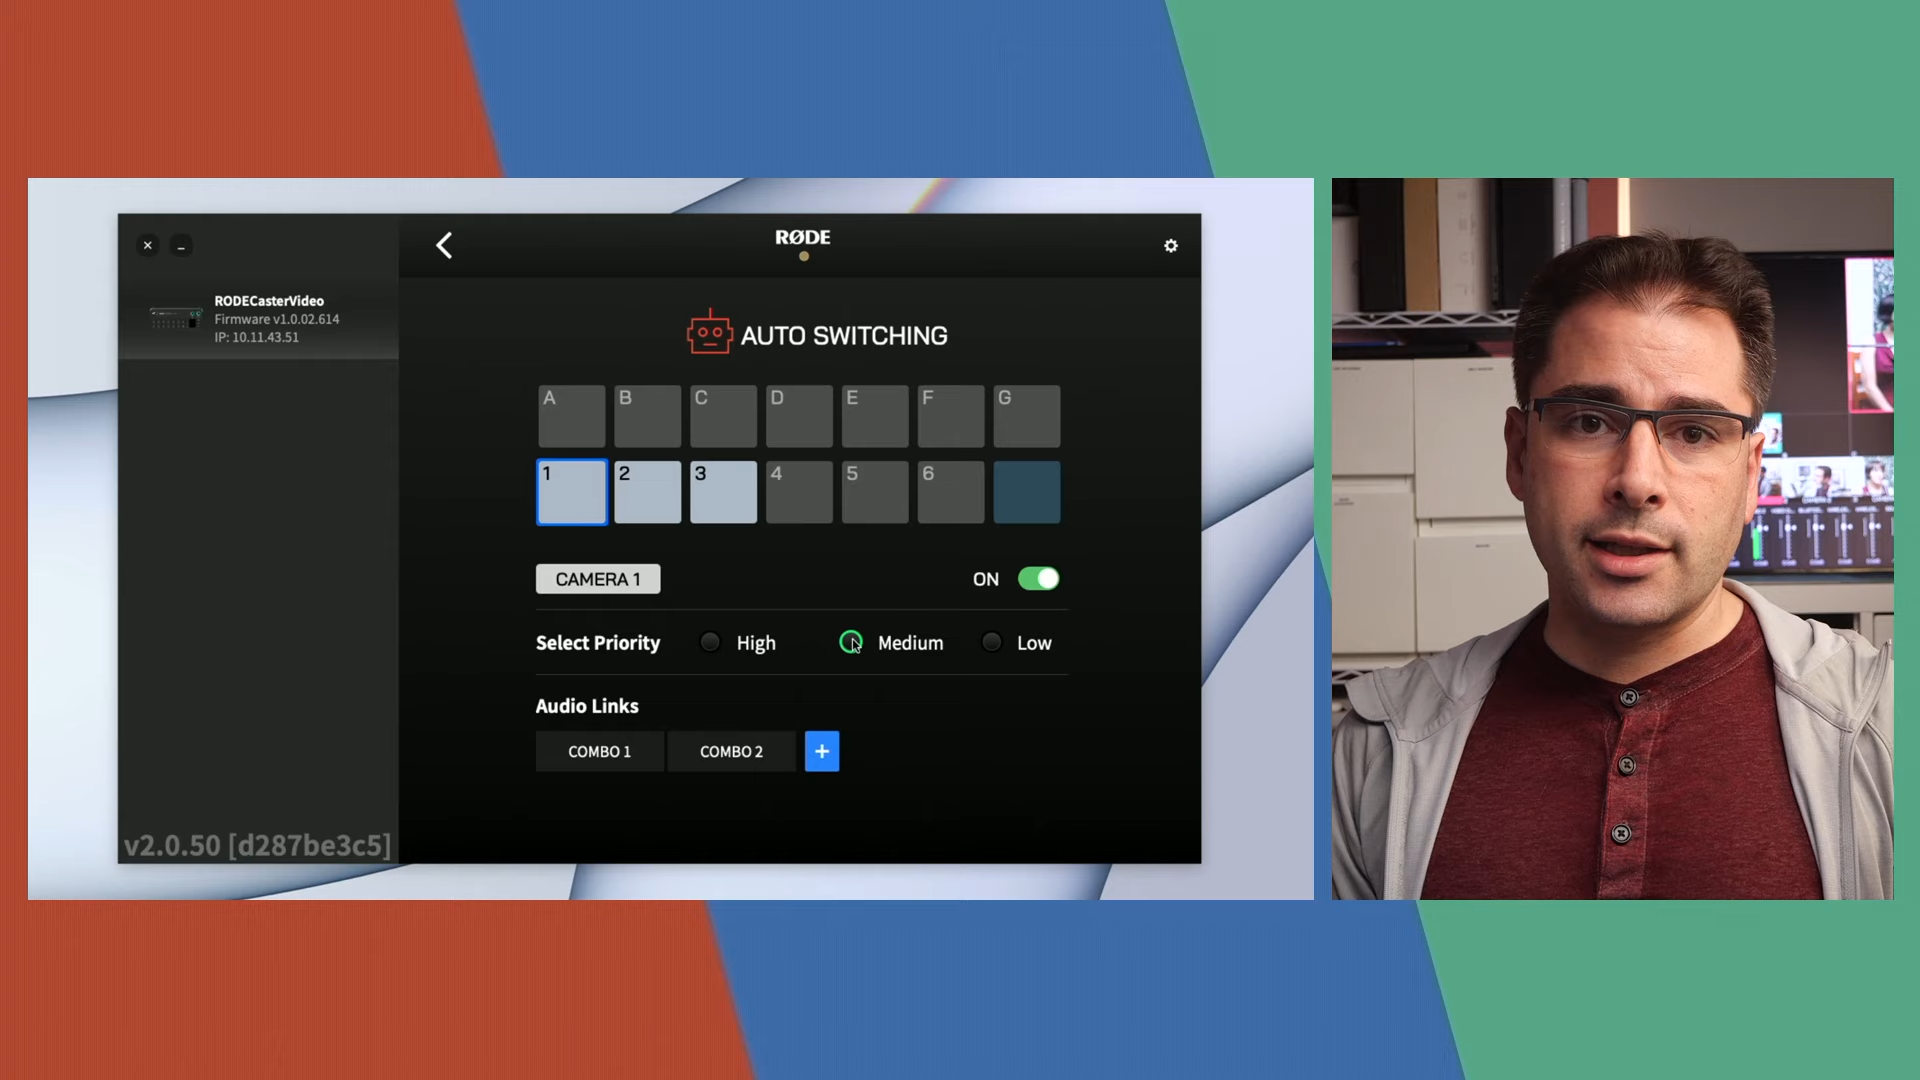 RØDE
RODECasterVideo
Firmware v1.0.02.614
IP: 10.11.43.51
AUTO SWITCHING
A B C D E F G
1 2 3 4 5 6
CAMERA 1 ON
Select Priority High Medium Low
Audio Links
COMBO 1 COMBO 2 +
v2.0.50 [d287be3c5]